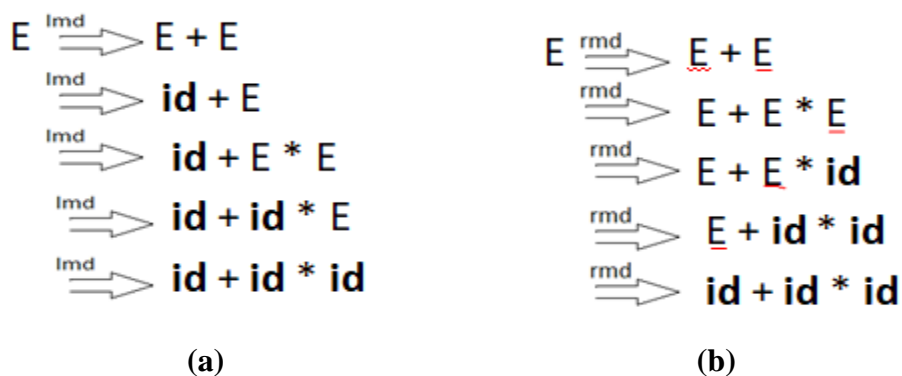 lmd
E E + E
lmd
id + E
lmd
id + E * E
lmd
id + id * E
lmd
id + id * id
(a)
rmd
E E + E
rmd
E + E * E
rmd
E + E * id
rmd
E + id * id
rmd
id + id * id
(b)